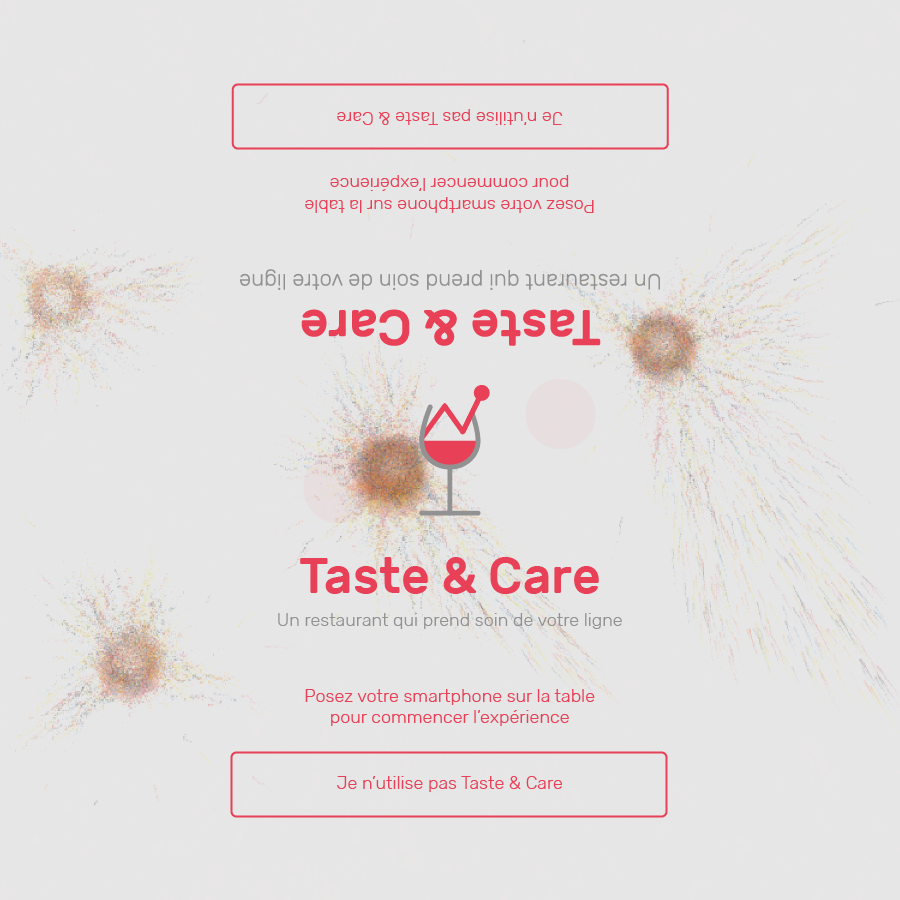 Je n'utilise pas Taste & Care
Posez votre smartphone sur la table
pour commencer l'expérience
Un restaurant qui prend soin de votre ligne
Taste & Care
Taste & Care
Un restaurant qui prend soin de votre ligne
Posez votre smartphone sur la table
pour commencer l’expérience
Je n’utilise pas Taste & Care